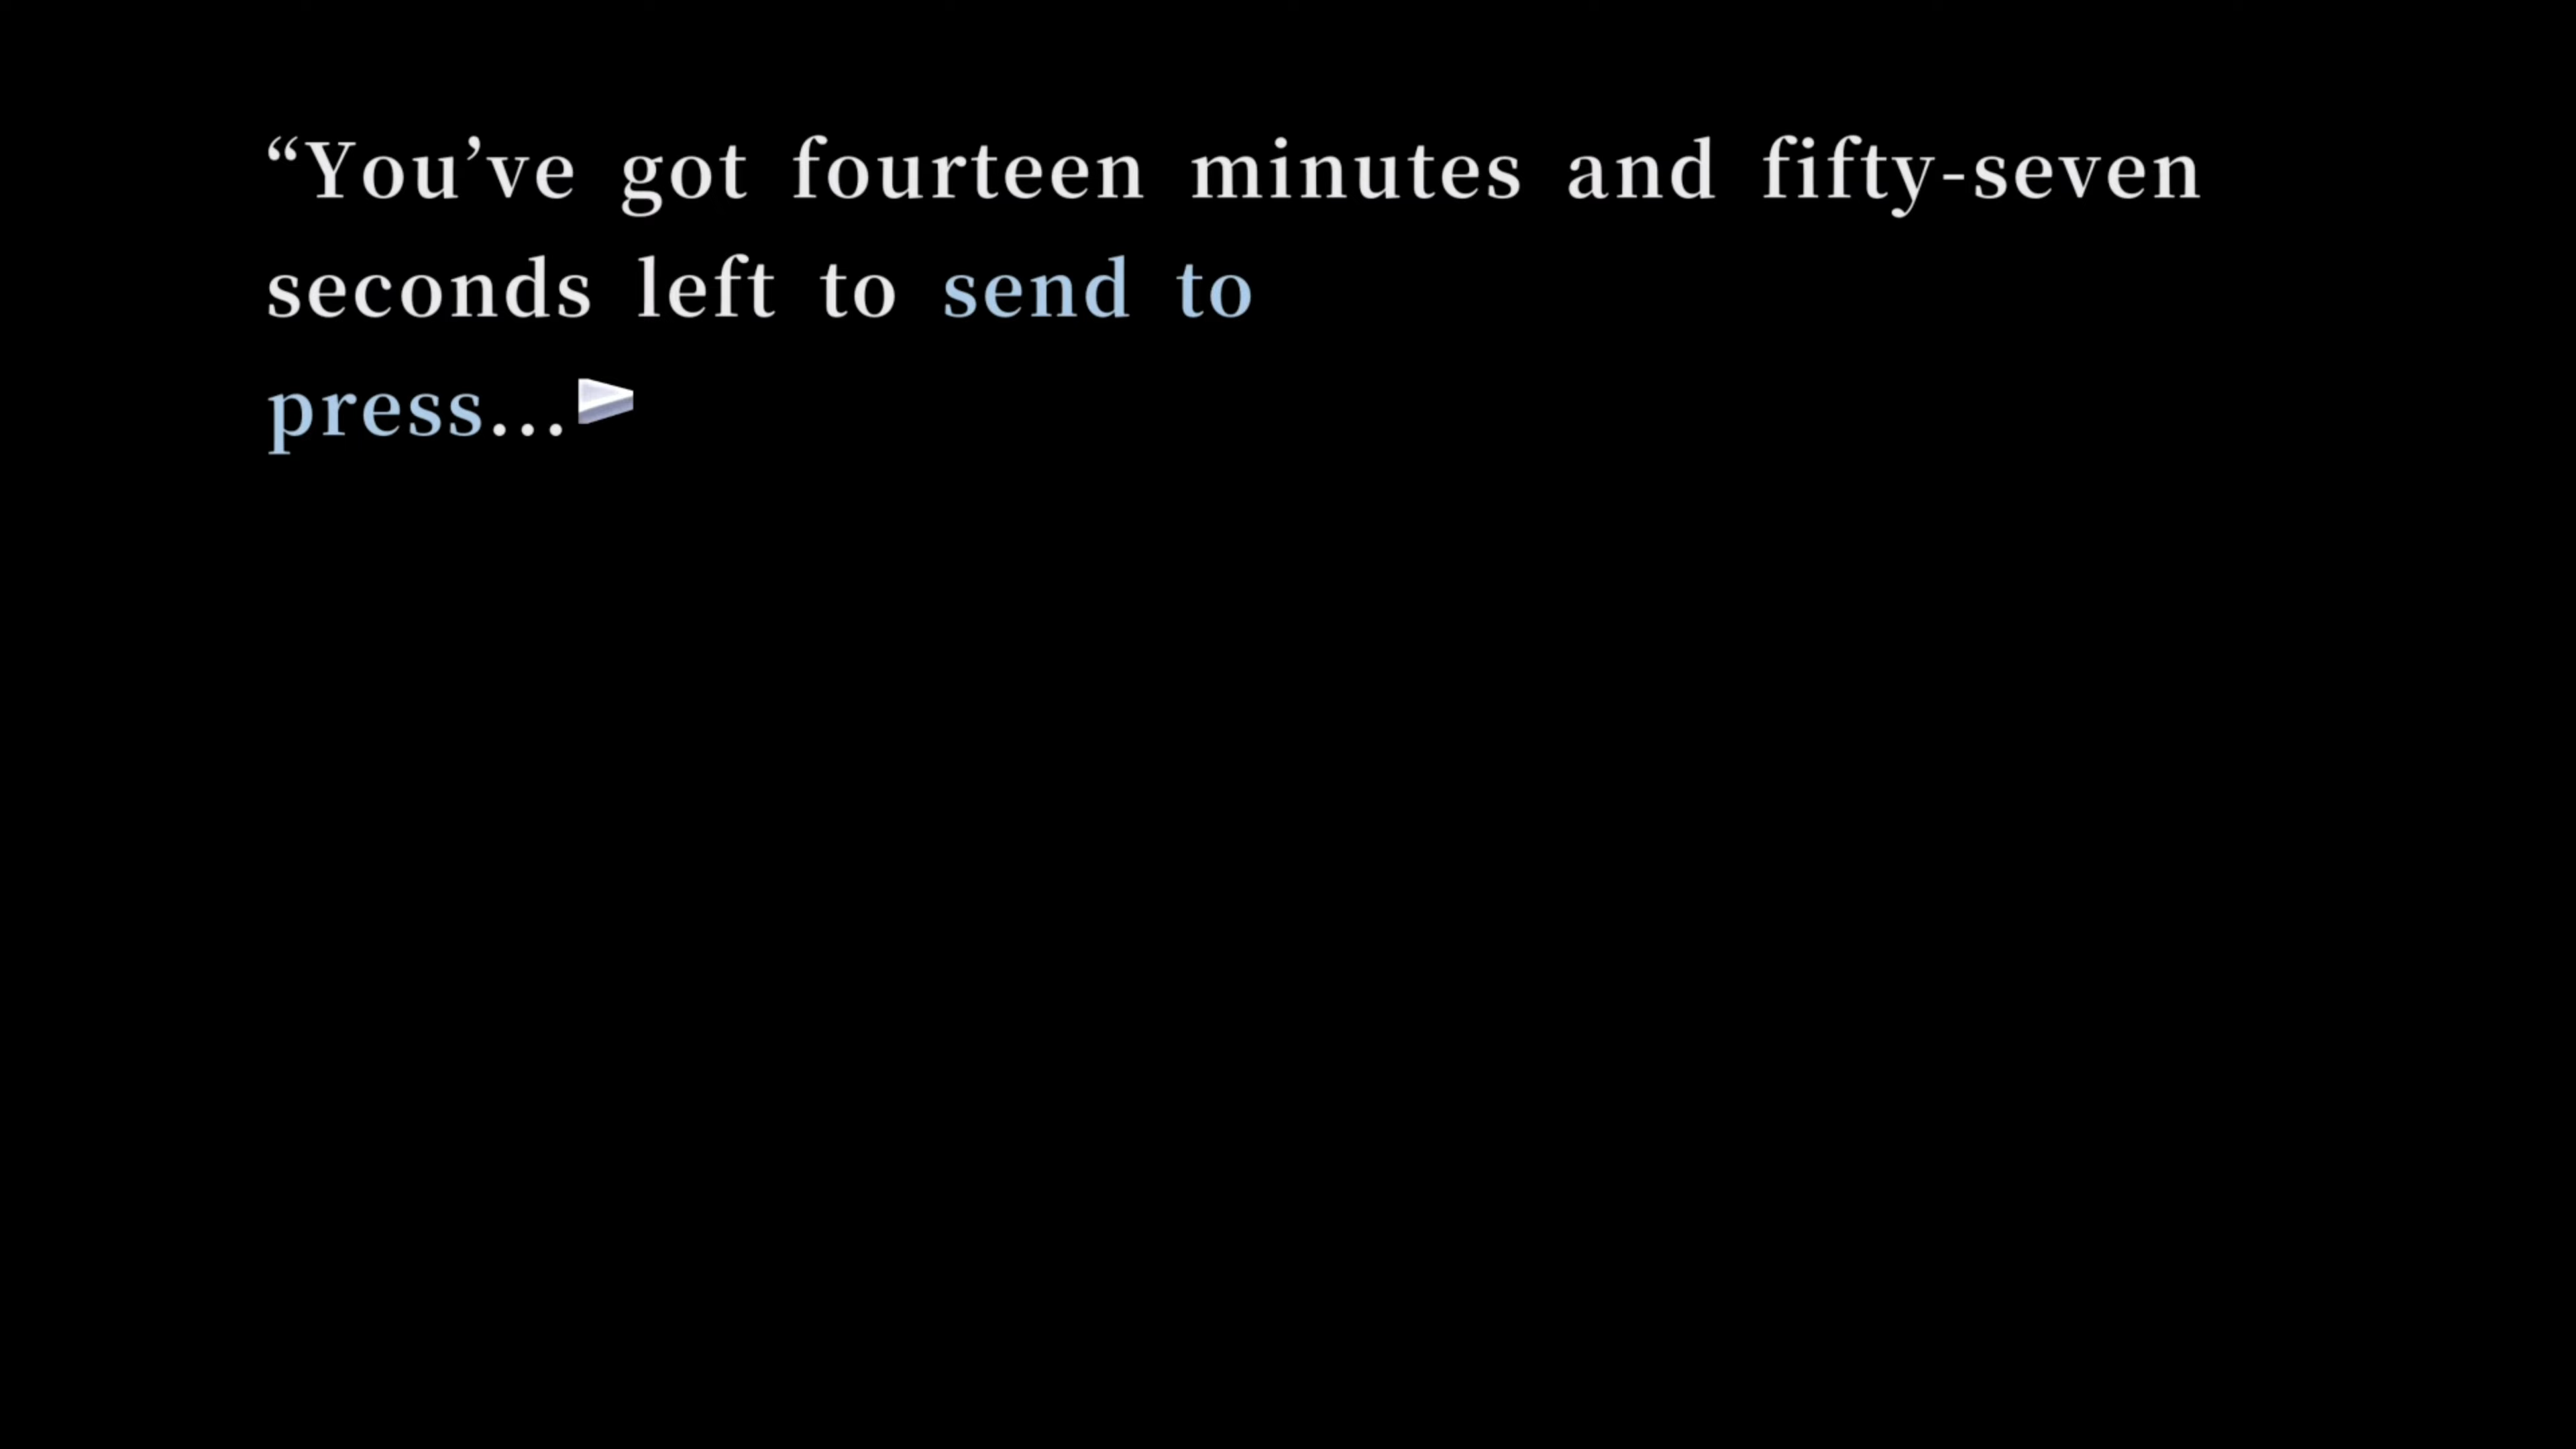 “You’ve got fourteen minutes and fifty-seven
seconds left to send to
press...